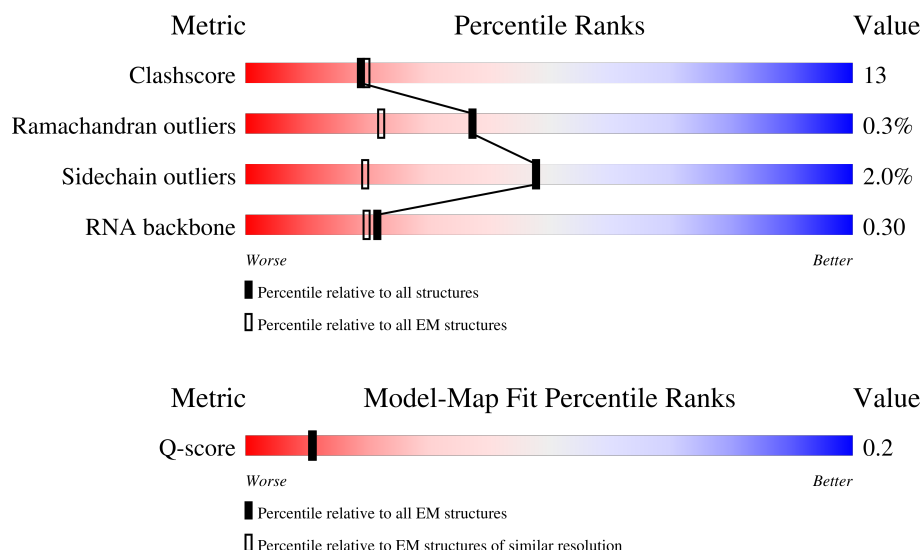 Metric Percentile Ranks Value
Clashscore 13
Ramachandran outliers 0.3%
Sidechain outliers 2.0%
RNA backbone 0.30
Worse Better
Percentile relative to all structures
Percentile relative to all EM structures
Metric Model-Map Fit Percentile Ranks Value
Q-score 0.2
Worse Better
Percentile relative to all EM structures
Percentile relative to EM structures of similar resolution